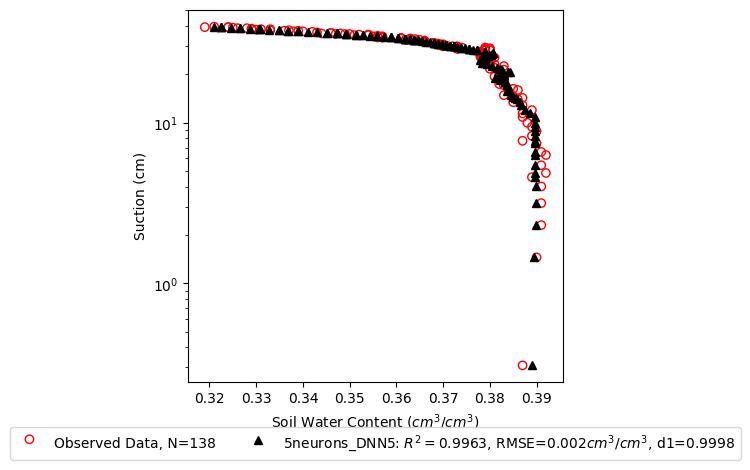 Suction (cm)
10¹
10⁰
0.32 0.33 0.34 0.35 0.36 0.37 0.38 0.39
Soil Water Content (cm³/cm³)
Observed Data, N=138
5neurons_DNN5: R² = 0.9963, RMSE=0.002cm³/cm³, d1=0.9998